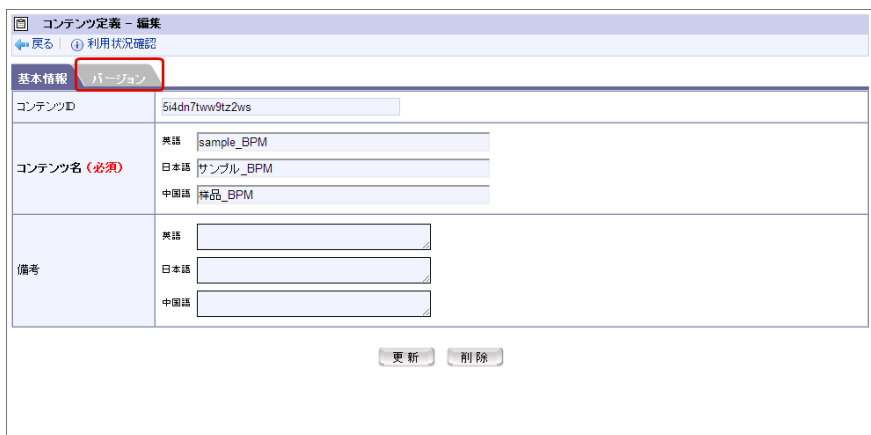 コンテンツ定義 - 編集
戻る | 利用状況確認
基本情報 バージョン
コンテンツID 5i4dn7tww9tz2ws
英語 sample_BPM
コンテンツ名（必須） 日本語 サンプル_BPM
中国語 样品_BPM
英語
備考 日本語
中国語
更新 削除